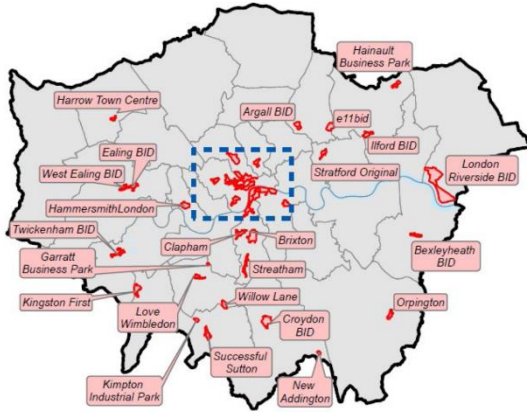 Hainault
Business Park
Harrow Town Centre
Argall BID
e11bid
Ilford BID
Ealing BID
West Ealing BID
Stratford Original
London
Riverside BID
HammersmithLondon
Twickenham BID
Clapham
Brixton
Bexleyheath
BID
Garratt
Business Park
Streatham
Kingston First
Love
Wimbledon
Willow Lane
Croydon
BID
Orpington
Kimpton
Industrial Park
Successful
Sutton
New
Addington